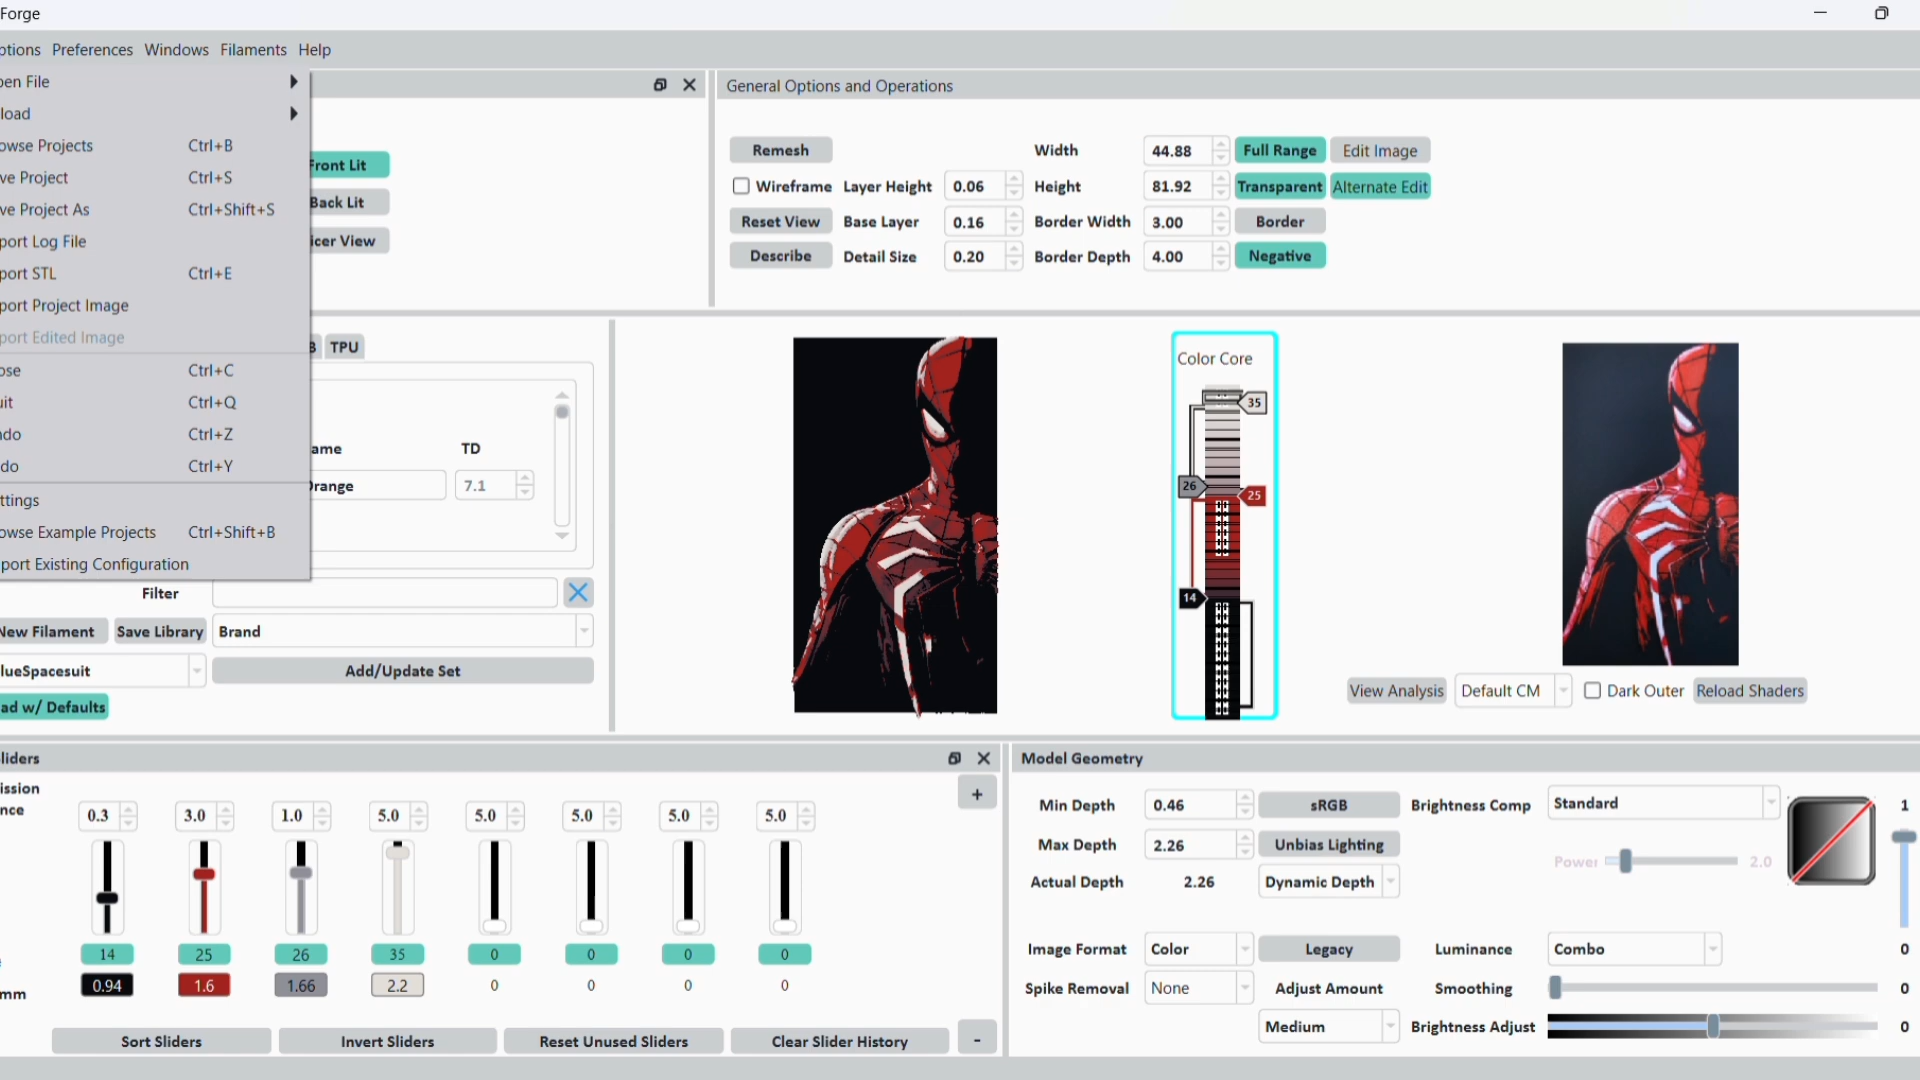 Forge
ptions Preferences Windows Filaments Help
pen File
load
owse Projects Ctrl+B
ve Project Ctrl+S
ve Project As Ctrl+Shift+S
port Log File
port STL Ctrl+E
port Project Image
port Edited Image
ose Ctrl+C
uit Ctrl+Q
ndo Ctrl+Z
do Ctrl+Y
ttings
owse Example Projects Ctrl+Shift+B
port Existing Configuration
Front Lit
Back Lit
icer View
General Options and Operations
Remesh Width 44.88 Full Range Edit Image
Wireframe Layer Height 0.06 Height 81.92 Transparent Alternate Edit
Reset View Base Layer 0.16 Border Width 3.00 Border
Describe Detail Size 0.20 Border Depth 4.00 Negative
B TPU
ame TD
Orange 7.1
Filter
New Filament Save Library Brand
lueSpacesuit Add/Update Set
ad w/ Defaults
Color Core
35
26
25
14
View Analysis Default CM Dark Outer Reload Shaders
liders
ission
nce
0.3 3.0 1.0 5.0 5.0 5.0 5.0 5.0
+
14 25 26 35 0 0 0 0
mm 0.94 1.6 1.66 2.2 0 0 0 0
Sort Sliders Invert Sliders Reset Unused Sliders Clear Slider History -
Model Geometry
Min Depth 0.46 sRGB Brightness Comp Standard 1
Max Depth 2.26 Unbias Lighting Power 2.0
Actual Depth 2.26 Dynamic Depth
Image Format Color Legacy Luminance Combo 0
Spike Removal None Adjust Amount Smoothing 0
Medium Brightness Adjust 0